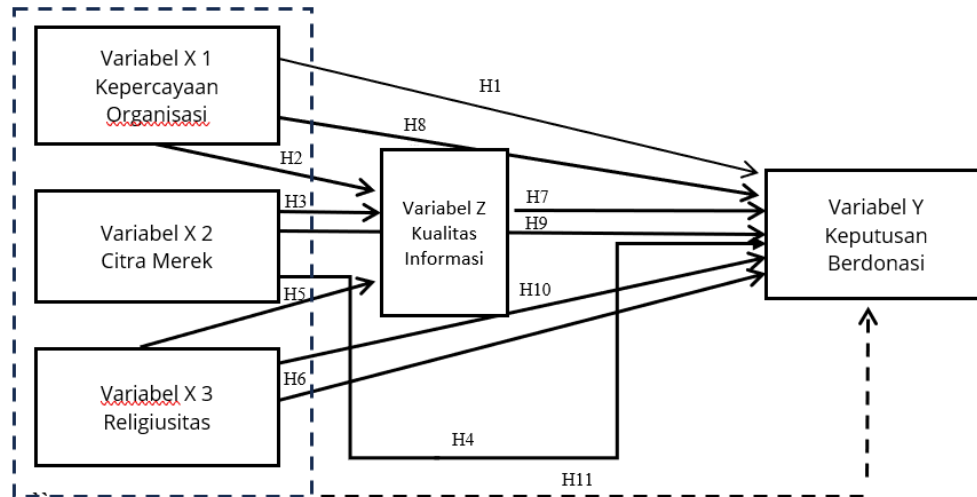 Variabel X 1
Kepercayaan
Organisasi
H1
H8
H2
Variabel X 2
Citra Merek
H3
Variabel Z
Kualitas
Informasi
H7
H9
Variabel Y
Keputusan
Berdonasi
H5
H10
Variabel X 3
Religiusitas
H6
H4
H11